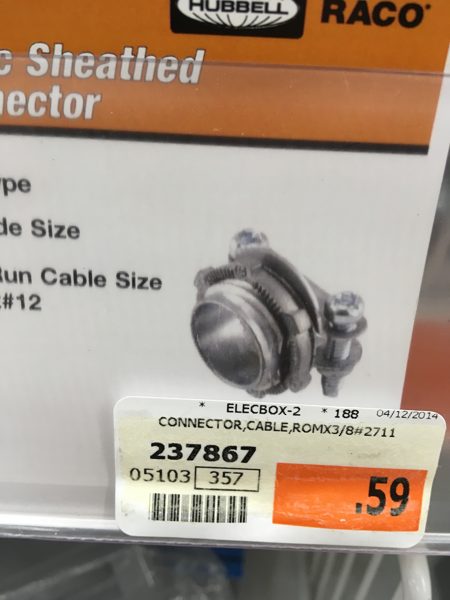 HUBBELL
RACO
c Sheathed
nector
ype
de Size
Run Cable Size
#12
* ELECBOX-2 * 188 04/12/2014
CONNECTOR,CABLE,ROMX3/8#2711
237867
05103 357
.59